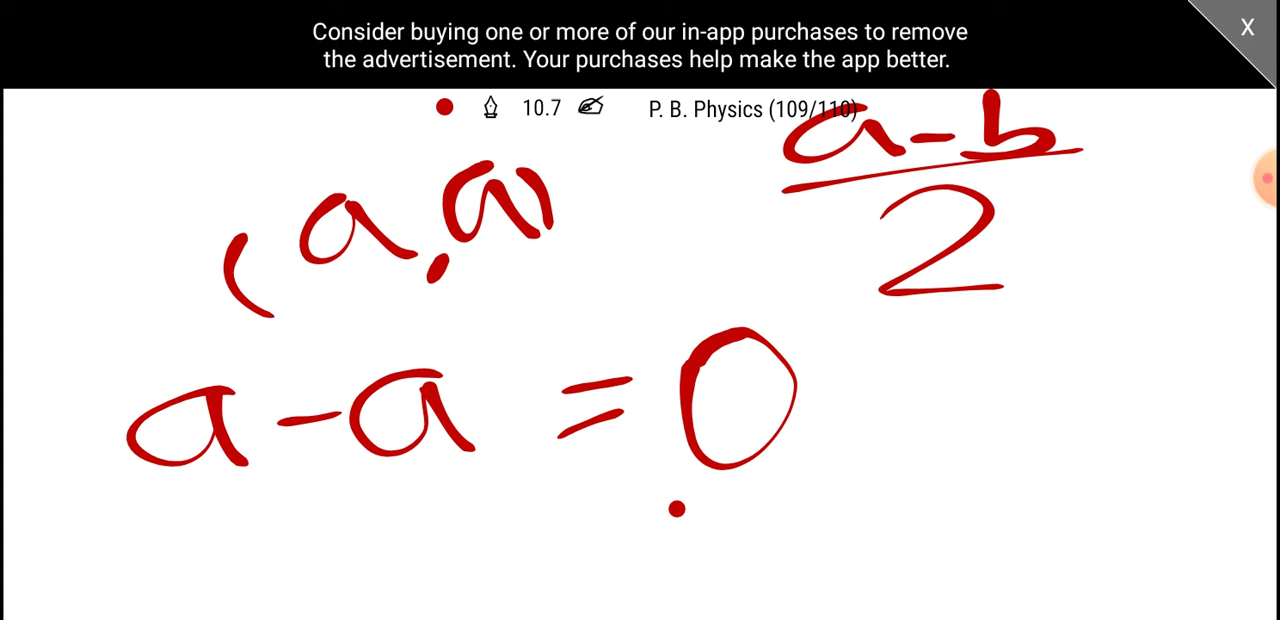 Consider buying one or more of our in-app purchases to remove
the advertisement. Your purchases help make the app better.
X
10.7 P. B. Physics (109/110)
(a,a)
a-b
2
a-a=0